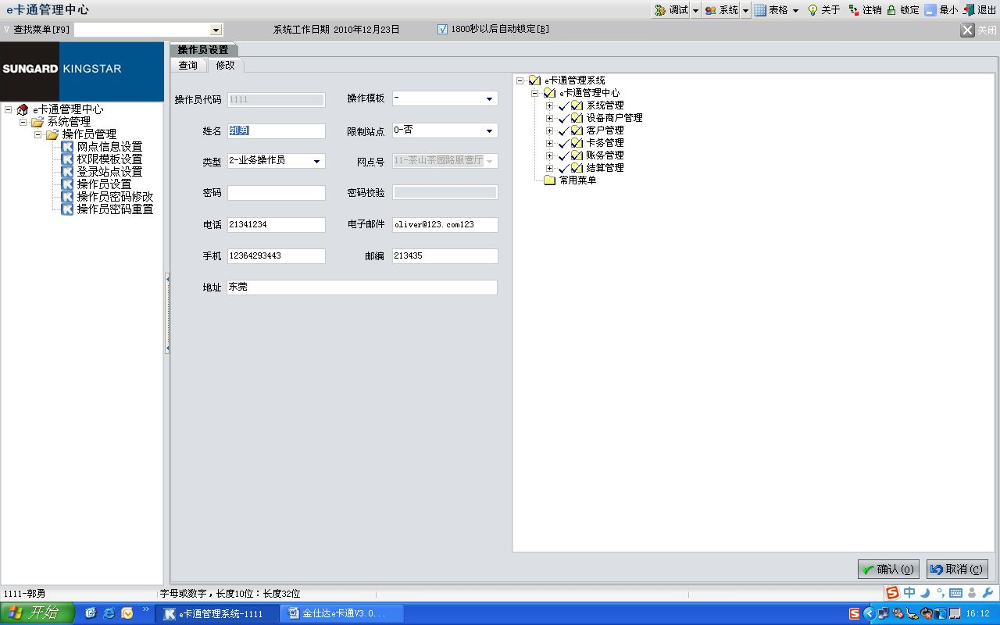 e卡通管理中心
调试 系统 表格 关于 注销 锁定 最小 退出
查找菜单[F9] 系统工作日期 2010年12月23日 1800秒以后自动锁定[B] 关闭
SUNGARD KINGSTAR
e卡通管理中心
系统管理
操作员管理
网点信息设置
权限模板设置
登录站点设置
操作员设置
操作员密码修改
操作员密码重置
操作员设置
查询 修改
操作员代码 1111 操作模板 -
姓名 郭勇 限制站点 0-否
类型 2-业务操作员 网点号 11-茶山茶园路服营厅
密码 密码校验
电话 21341234 电子邮件 oliver@123.com123
手机 12364293443 邮编 213435
地址 东莞
e卡通管理系统
e卡通管理中心
系统管理
设备商户管理
客户管理
卡务管理
账务管理
结算管理
常用菜单
确认(O) 取消(C)
1111-郭勇 字母或数字，长度10位：长度32位
中
开始 e卡通管理系统-1111 金仕达e卡通V3.0... 16:12